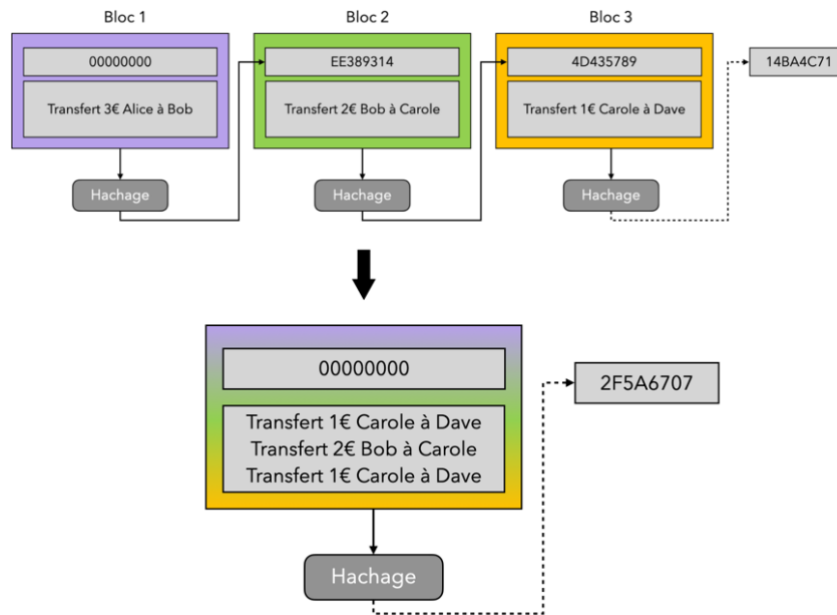 Bloc 1
Bloc 2
Bloc 3
00000000
EE389314
4D435789
14BA4C71
Transfert 3€ Alice à Bob
Transfert 2€ Bob à Carole
Transfert 1€ Carole à Dave
Hachage
Hachage
Hachage
00000000
2F5A6707
Transfert 1€ Carole à Dave
Transfert 2€ Bob à Carole
Transfert 1€ Carole à Dave
Hachage